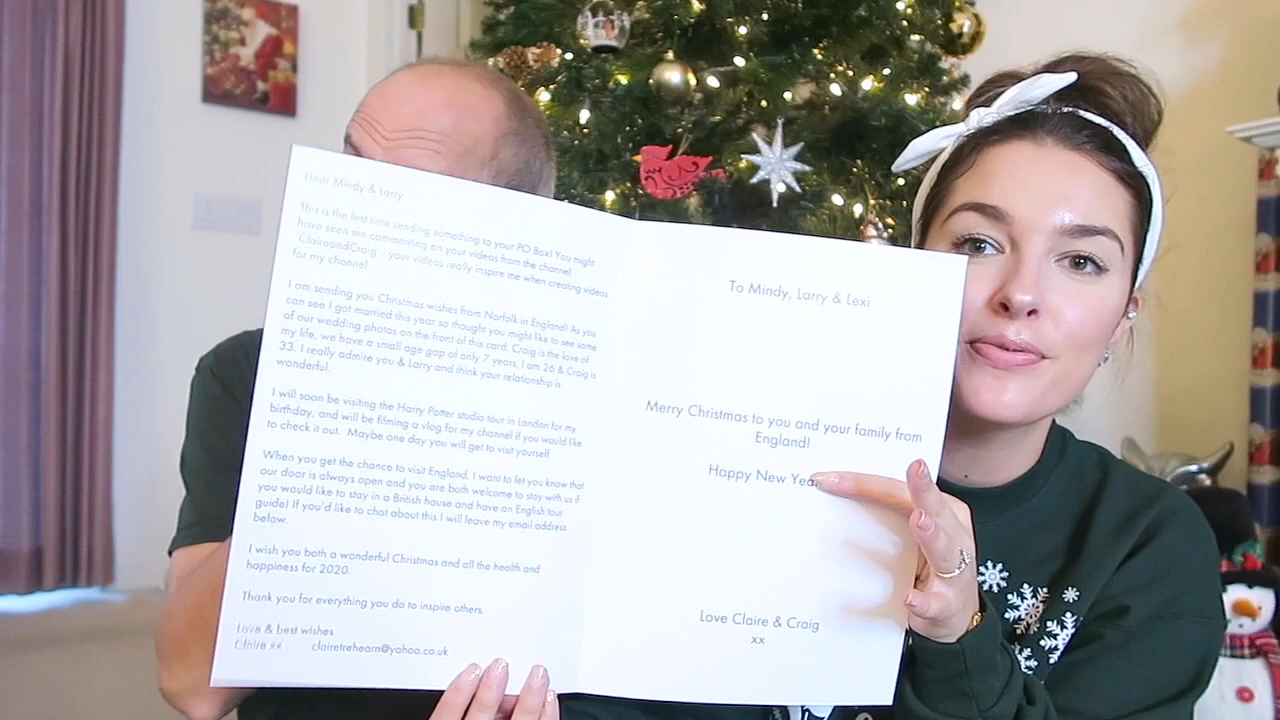 Dear Mindy & Larry
This is the first time sending something to your PO Box! You might
have seen me commenting on your videos from the channel
'ClaireandCraig' - your videos really inspire me when creating videos
for my channel.
I am sending you Christmas wishes from Norfolk in England! As you
can see I got married this year so thoughts you might like to see some
of our wedding photos on the front of this card. Craig is the love of
my life, we have a small age gap of only 7 years, I am 26 & Craig is
33. I really admire you & Larry and think your relationship is
wonderful.
I will soon be visiting the Harry Potter studio tour in London for my
birthday, and will be filming a vlog for my channel if you would like
to check it out. Maybe one day you will get to visit yourself.
When you get the chance to visit England, I want to let you know that
our door is always open and you are both welcome to stay with us if
you would like to stay in a British house and have an English tour
guide! If you'd like to chat about this I will leave my email address
below.
I wish you both a wonderful Christmas and all the health and
happiness for 2020.
Thank you for everything you do to inspire others.
Love & best wishes
Claire xx clairetrehearn@yahoo.co.uk
To Mindy, Larry & Lexi
Merry Christmas to you and your family from
England!
Happy New Year
Love Claire & Craig
xx